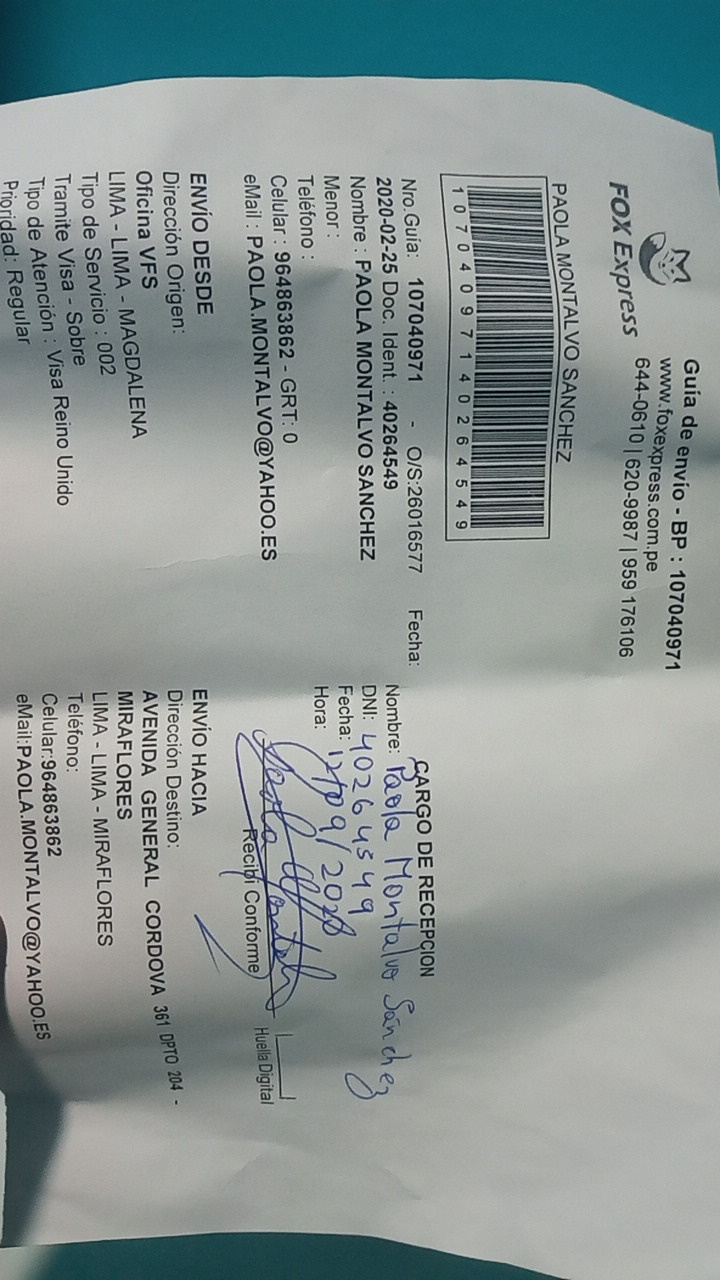 FOX Express
Guía de envío - BP : 107040971
www.foxexpress.com.pe
644-0610 | 620-9987 | 959 176106
PAOLA MONTALVO SANCHEZ
10704097140264549
Nro.Guía: 107040971 - O/S:26016577 Fecha:
2020-02-25 Doc. Ident. : 40264549
Nombre : PAOLA MONTALVO SANCHEZ
Menor :
Teléfono :
Celular : 964863862 - GRT: 0
eMail : PAOLA.MONTALVO@YAHOO.ES
CARGO DE RECEPCION
Nombre: Paola Montalvo Sánchez
DNI: 40264549
Fecha:
Hora:
Recibi Conforme
Huella Digital
ENVÍO DESDE
Dirección Origen:
Oficina VFS
LIMA - LIMA - MAGDALENA
Tipo de Servicio : 002
Tramite Visa - Sobre
Tipo de Atención : Visa Reino Unido
Prioridad: Regular
ENVÍO HACIA
Dirección Destino:
AVENIDA GENERAL CORDOVA 361 DPTO 204 -
MIRAFLORES
LIMA - LIMA - MIRAFLORES
Teléfono:
Celular:964863862
eMail:PAOLA.MONTALVO@YAHOO.ES